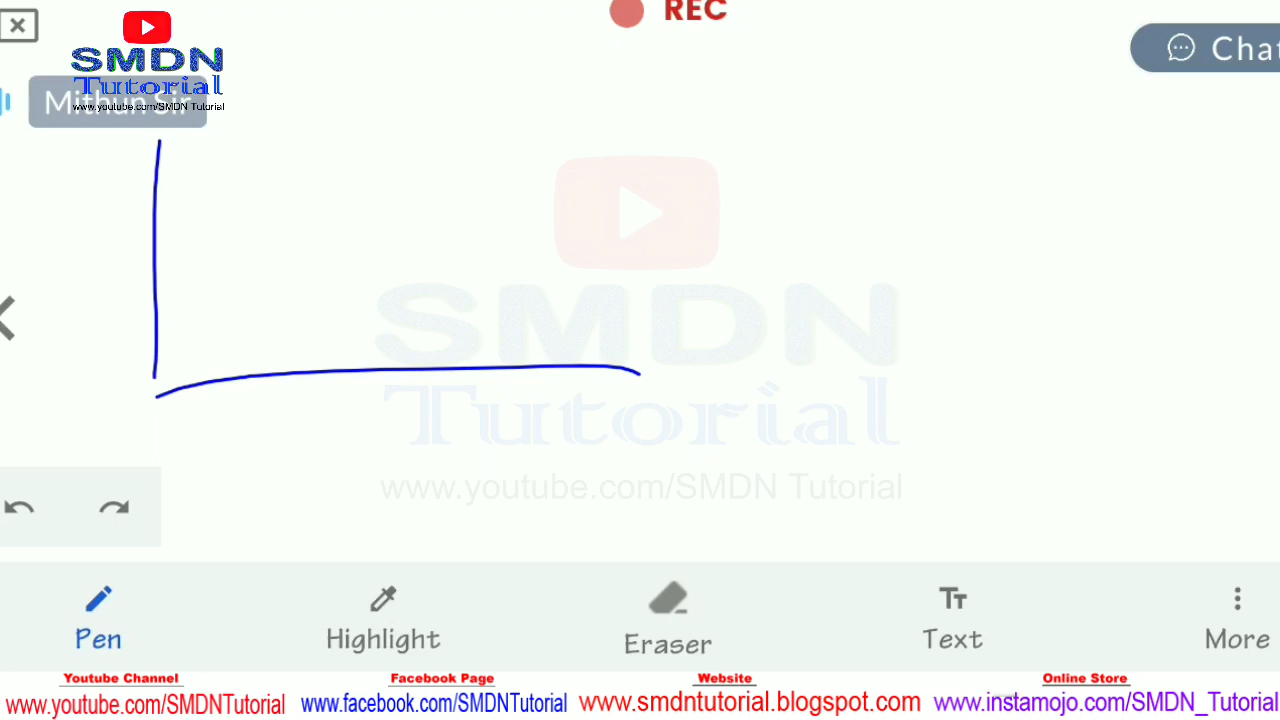 REC
Chat
SMDN
Tutorial
www.youtube.com/SMDN Tutorial
Mithun Sir
SMDN
Tutorial
www.youtube.com/SMDN Tutorial
Pen
Highlight
Eraser
Text
More
Youtube Channel
Facebook Page
Website
Online Store
www.youtube.com/SMDNTutorial
www.facebook.com/SMDNTutorial
www.smdntutorial.blogspot.com
www.instamojo.com/SMDN_Tutorial